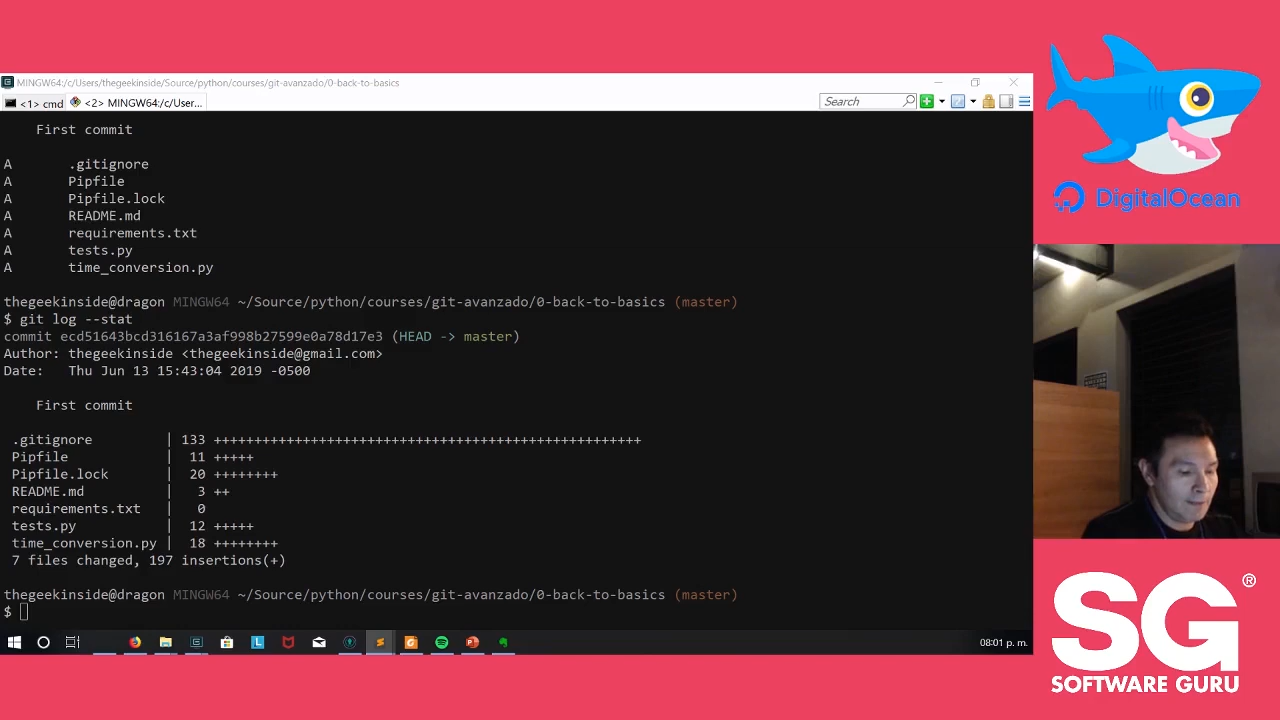 MINGW64:/c/Users/thegeekinside/Source/python/courses/git-avanzado/0-back-to-basics
<1> cmd
<2> MINGW64:/c/User...
Search
First commit
A .gitignore
A Pipfile
A Pipfile.lock
A README.md
A requirements.txt
A tests.py
A time_conversion.py
thegeekinside@dragon MINGW64 ~/Source/python/courses/git-avanzado/0-back-to-basics (master)
$ git log --stat
commit ecd51643bcd316167a3af998b27599e0a78d17e3 (HEAD -> master)
Author: thegeekinside <thegeekinside@gmail.com>
Date: Thu Jun 13 15:43:04 2019 -0500
First commit
.gitignore | 133 +++++++++++++++++++++++++++++++++++++++++++++++++++++
Pipfile | 11 +++++
Pipfile.lock | 20 ++++++++
README.md | 3 ++
requirements.txt | 0
tests.py | 12 +++++
time_conversion.py | 18 ++++++++
7 files changed, 197 insertions(+)
thegeekinside@dragon MINGW64 ~/Source/python/courses/git-avanzado/0-back-to-basics (master)
$
08:01 p. m.
DigitalOcean
SG®
SOFTWARE GURU